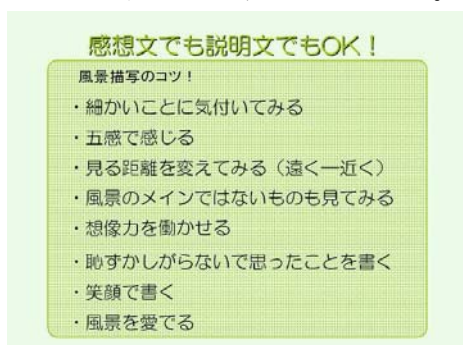 感想文でも説明文でもOK！
風景描写のコツ！
・細かいことに気付いてみる
・五感で感じる
・見る距離を変えてみる（遠く―近く）
・風景のメインではないものも見てみる
・想像力を働かせる
・恥ずかしがらないで思ったことを書く
・笑顔で書く
・風景を愛でる